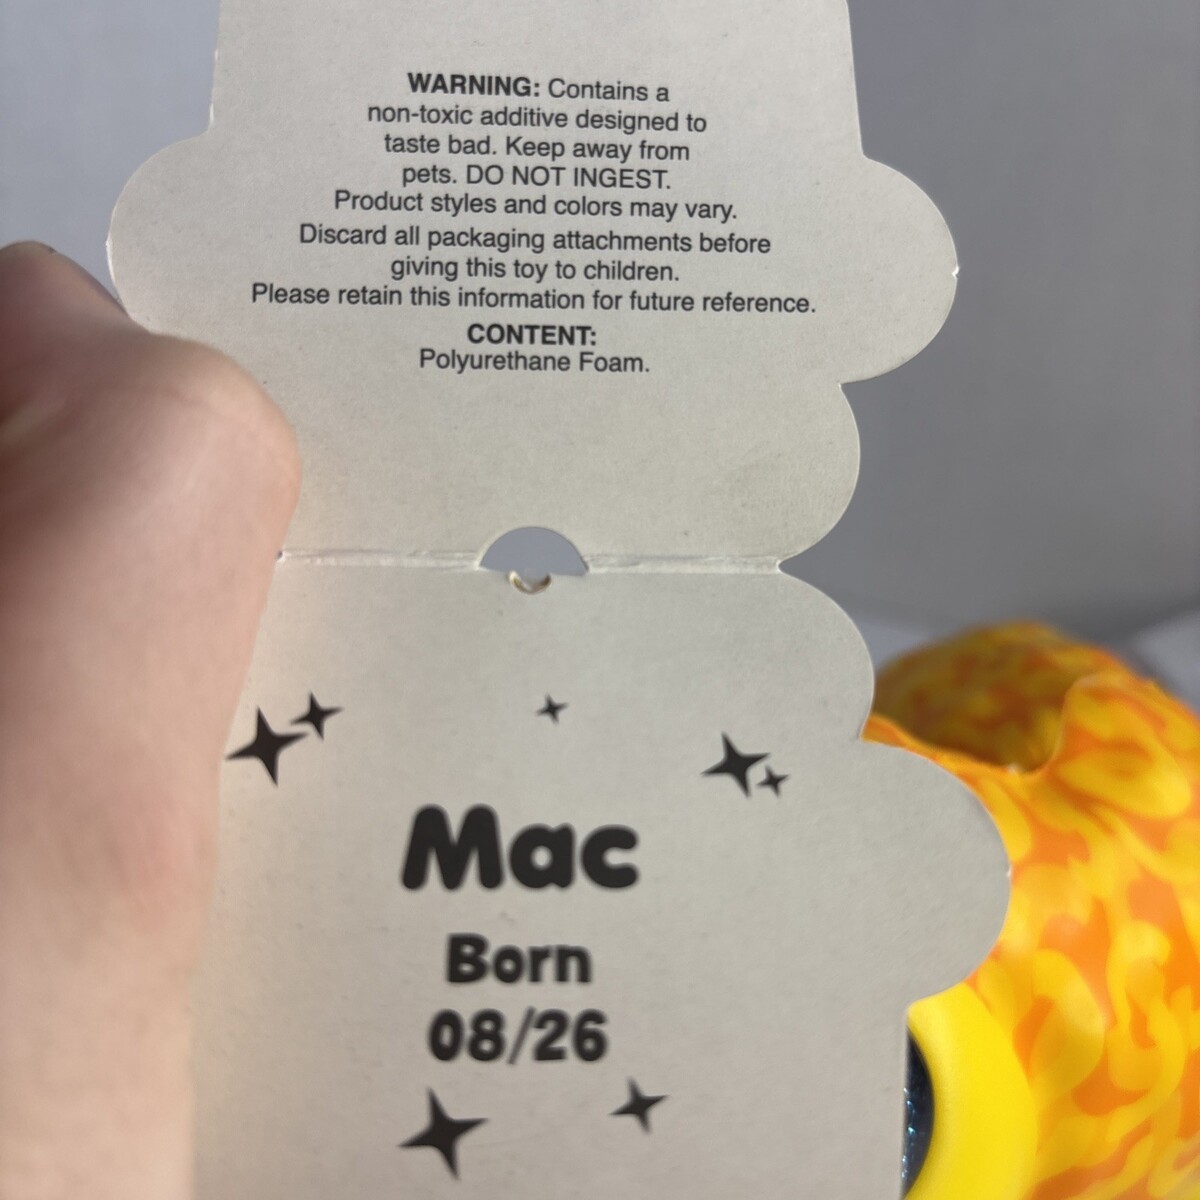 WARNING: Contains a
non-toxic additive designed to
taste bad. Keep away from
pets. DO NOT INGEST.
Product styles and colors may vary.
Discard all packaging attachments before
giving this toy to children.
Please retain this information for future reference.
CONTENT:
Polyurethane Foam.
Mac
Born
08/26